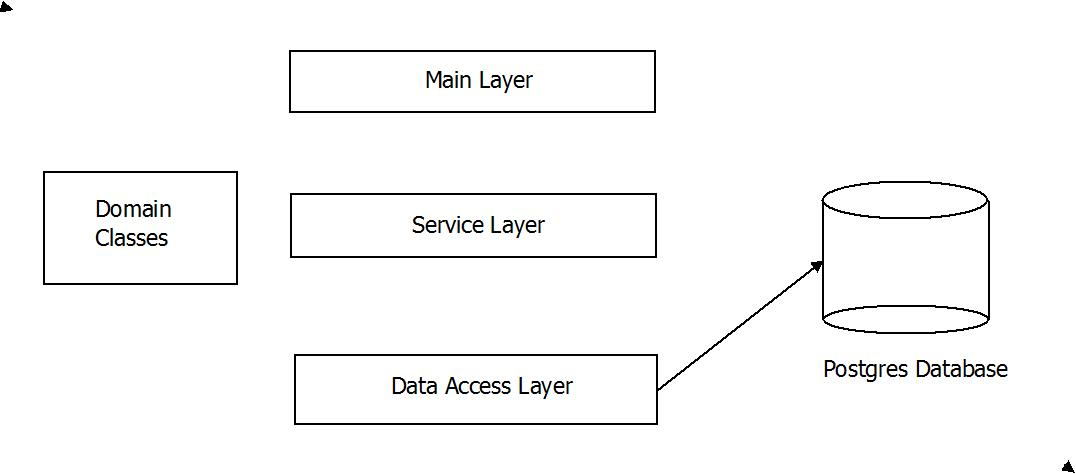 Main Layer
Domain
Classes
Service Layer
Data Access Layer
Postgres Database